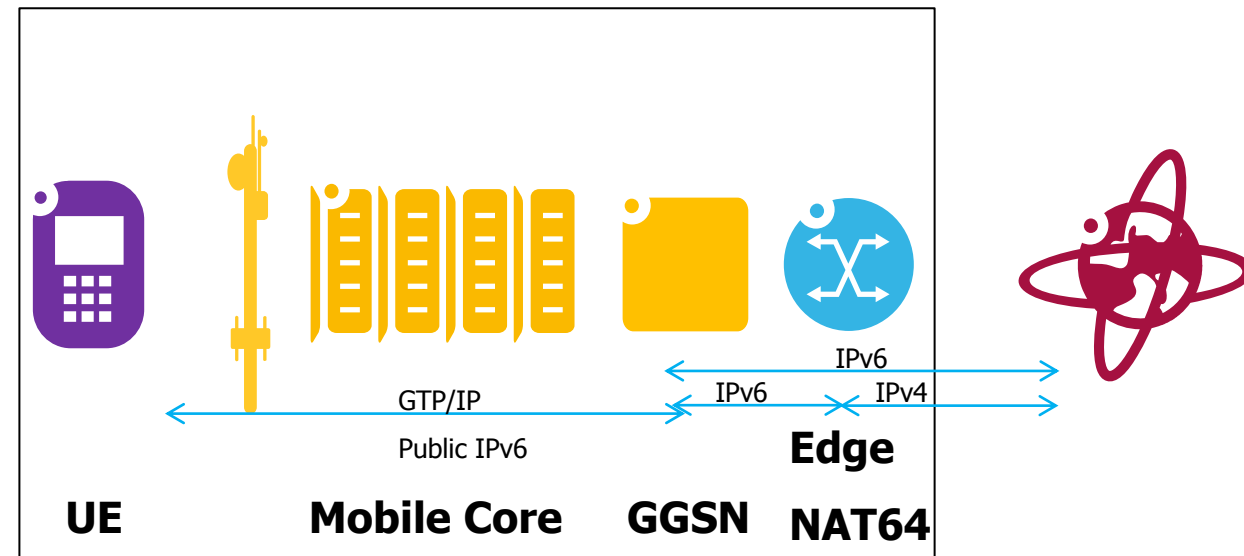 IPv6
GTP/IP
IPv6
IPv4
Public IPv6
Edge
UE
Mobile Core
GGSN
NAT64